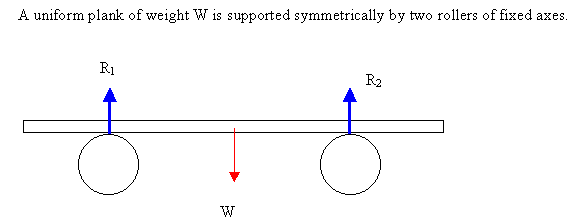 A uniform plank of weight W is supported symmetrically by two rollers of fixed axes.
R1
R2
W